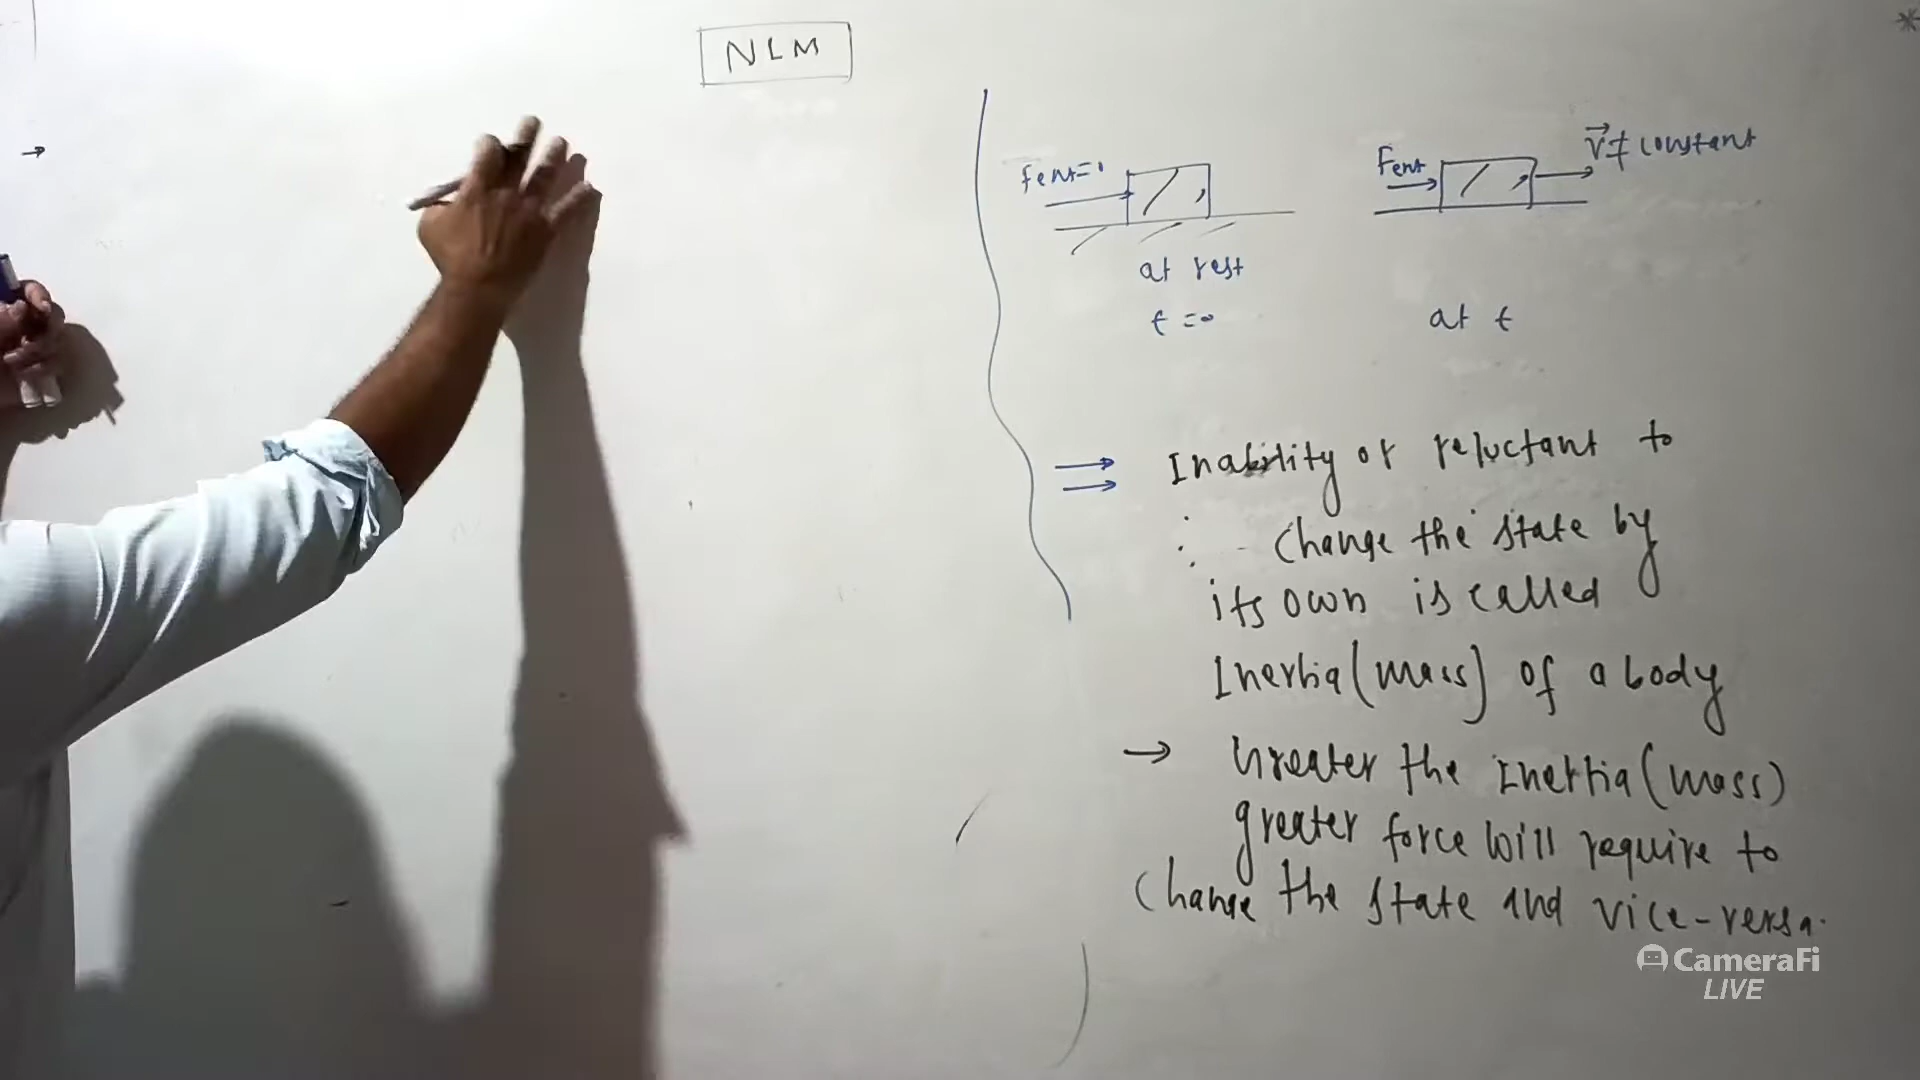 NLM
→
Fext=0
at rest
t=0
Fext
v⃗ ≠ constant
at t
Inability or reluctant to
change the state by
its own is called
Inertia (mass) of a body
→ Greater the inertia (mass)
greater force will require to
change the state and vice-versa.
CameraFi
LIVE